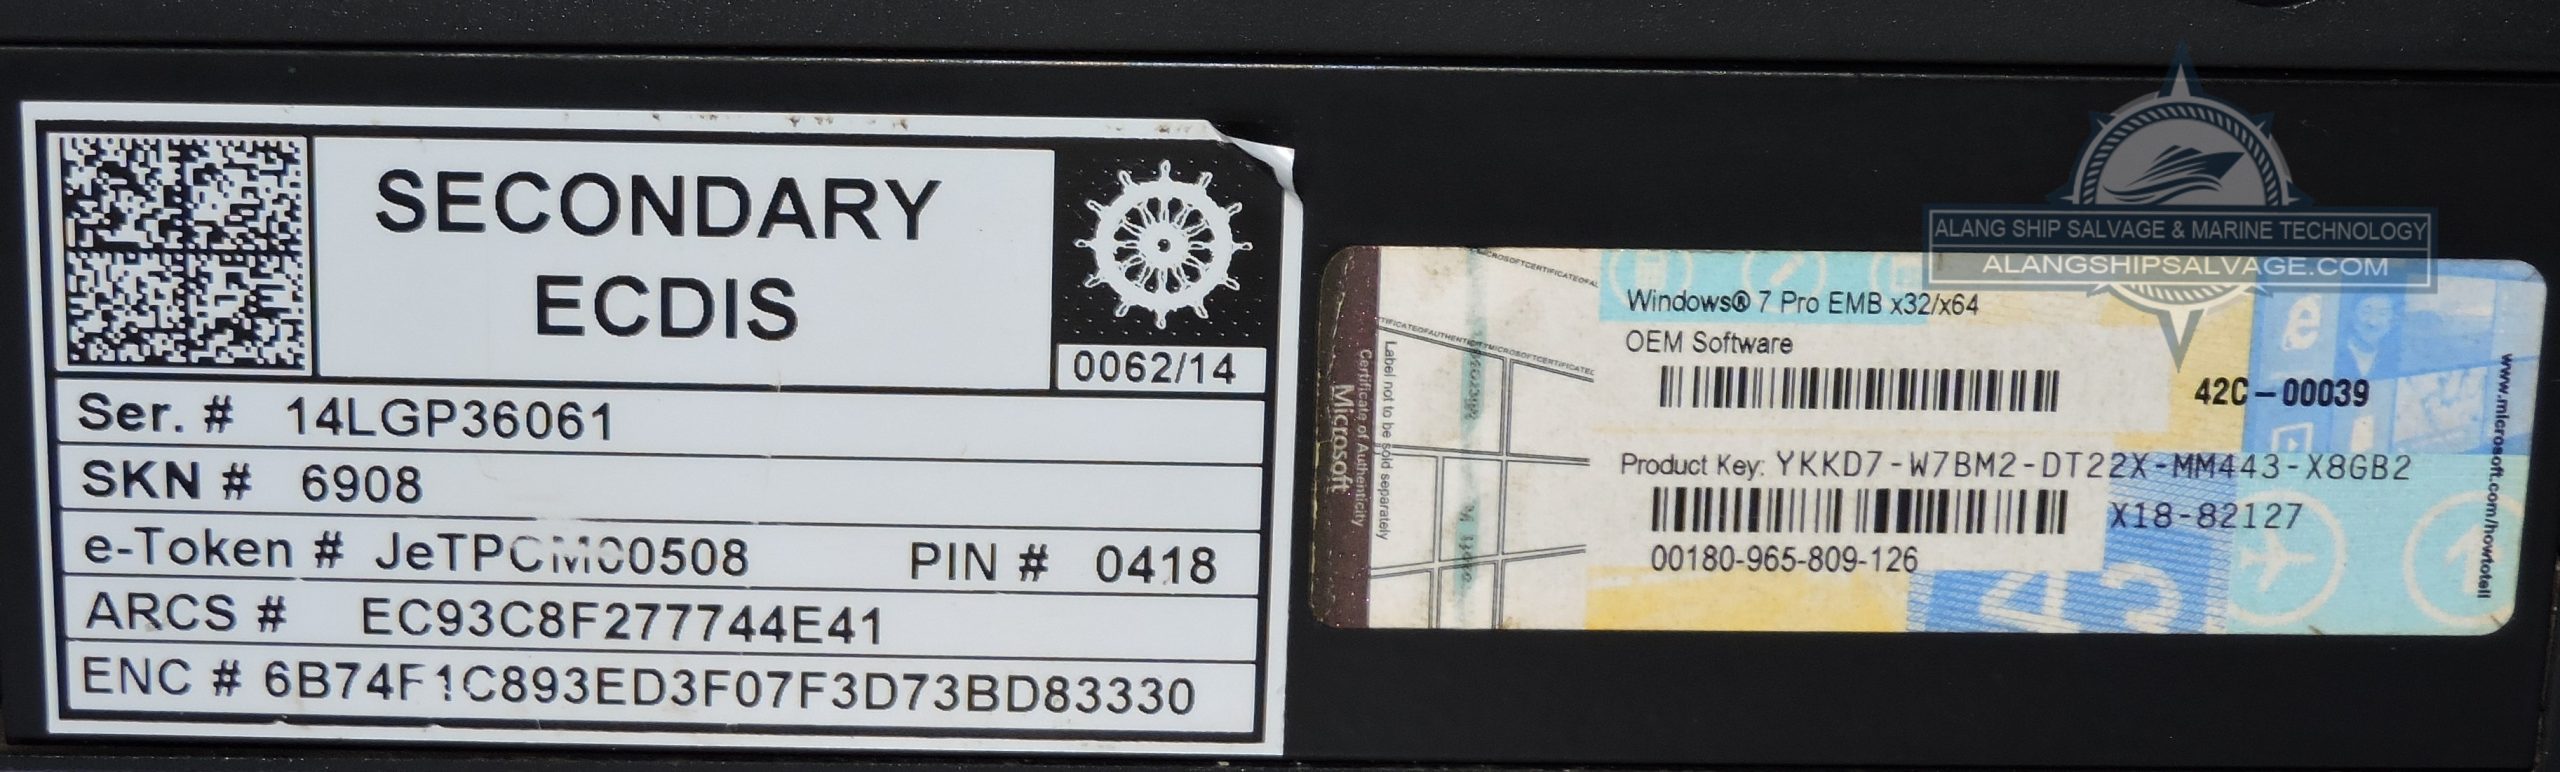 SECONDARY
ECDIS
0062/14
Ser. # 14LGP36061
SKN # 6908
e-Token # JeTPCM00508 PIN # 0418
ARCS # EC93C8F277744E41
ENC # 6B74F1C893ED3F07F3D73BD83330
ALANG SHIP SALVAGE & MARINE TECHNOLOGY
ALANGSHIPSALVAGE.COM
Microsoft
Certificate of Authenticity
Label not to be sold separately
Windows® 7 Pro EMB x32/x64
OEM Software
42C-00039
Product Key: YKKD7-W7BM2-DT22X-MM443-X8GB2
X18-82127
00180-965-809-126
www.microsoft.com/howtotell